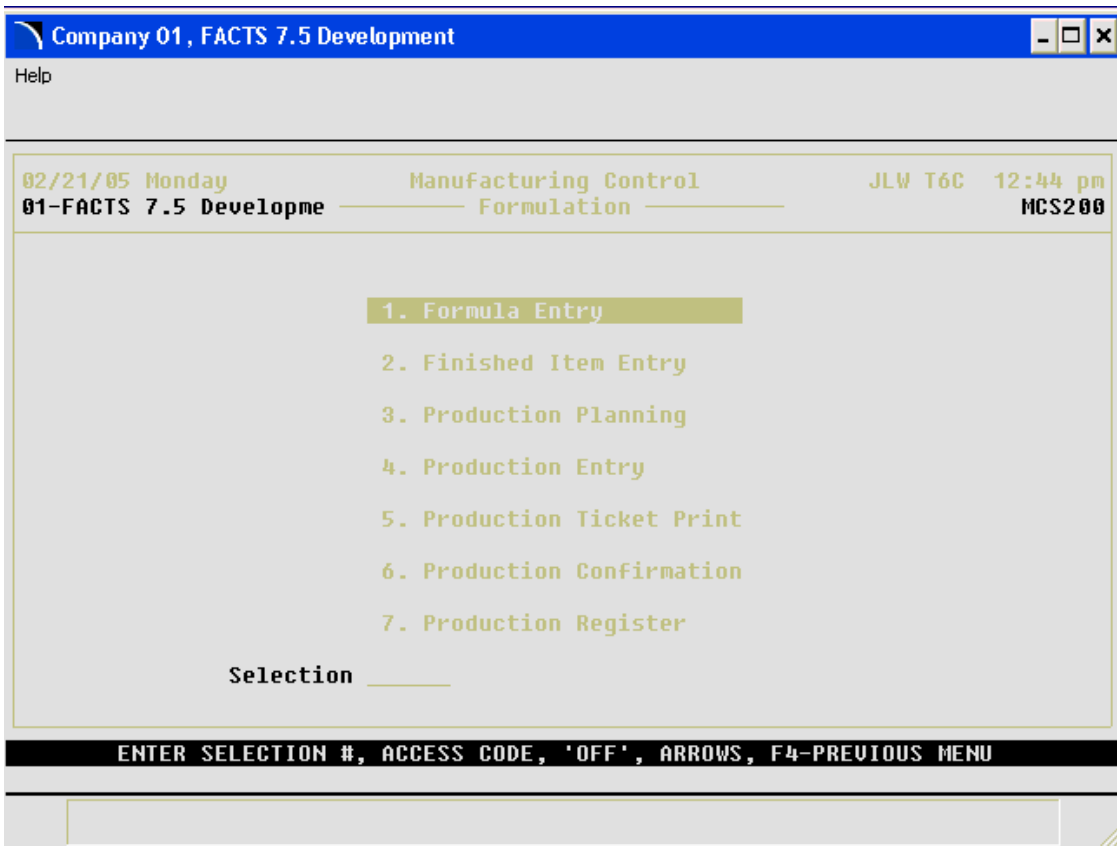 Company 01, FACTS 7.5 Development
Help
02/21/05 Monday Manufacturing Control JLW T6C 12:44 pm
01-FACTS 7.5 Developme Formulation MCS200
1. Formula Entry
2. Finished Item Entry
3. Production Planning
4. Production Entry
5. Production Ticket Print
6. Production Confirmation
7. Production Register
Selection ______
ENTER SELECTION #, ACCESS CODE, 'OFF', ARROWS, F4-PREVIOUS MENU